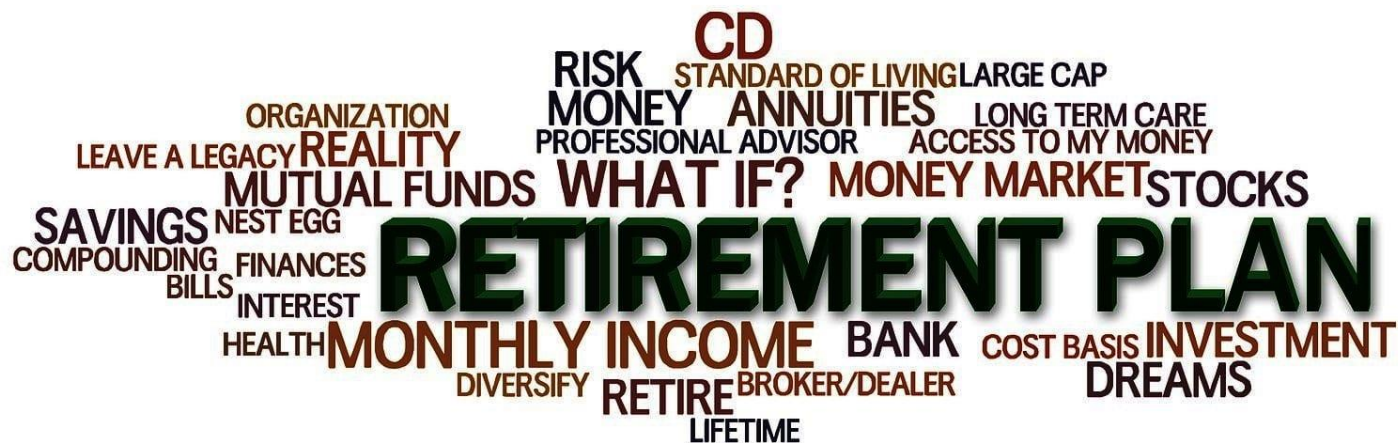 CD
RISK STANDARD OF LIVING LARGE CAP
ORGANIZATION MONEY ANNUITIES LONG TERM CARE
LEAVE A LEGACY REALITY PROFESSIONAL ADVISOR ACCESS TO MY MONEY
MUTUAL FUNDS WHAT IF? MONEY MARKET STOCKS
SAVINGS NEST EGG
RETIREMENT PLAN
COMPOUNDING FINANCES
BILLS INTEREST
HEALTH MONTHLY INCOME BANK COST BASIS INVESTMENT
DIVERSIFY RETIRE BROKER/DEALER DREAMS
LIFETIME